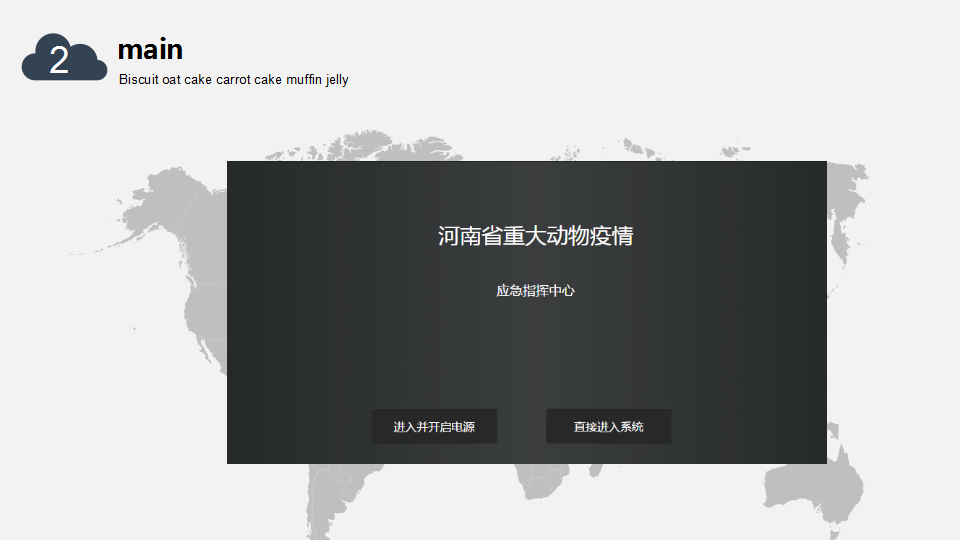 2
main
Biscuit oat cake carrot cake muffin jelly
河南省重大动物疫情
应急指挥中心
进入并开启电源
直接进入系统